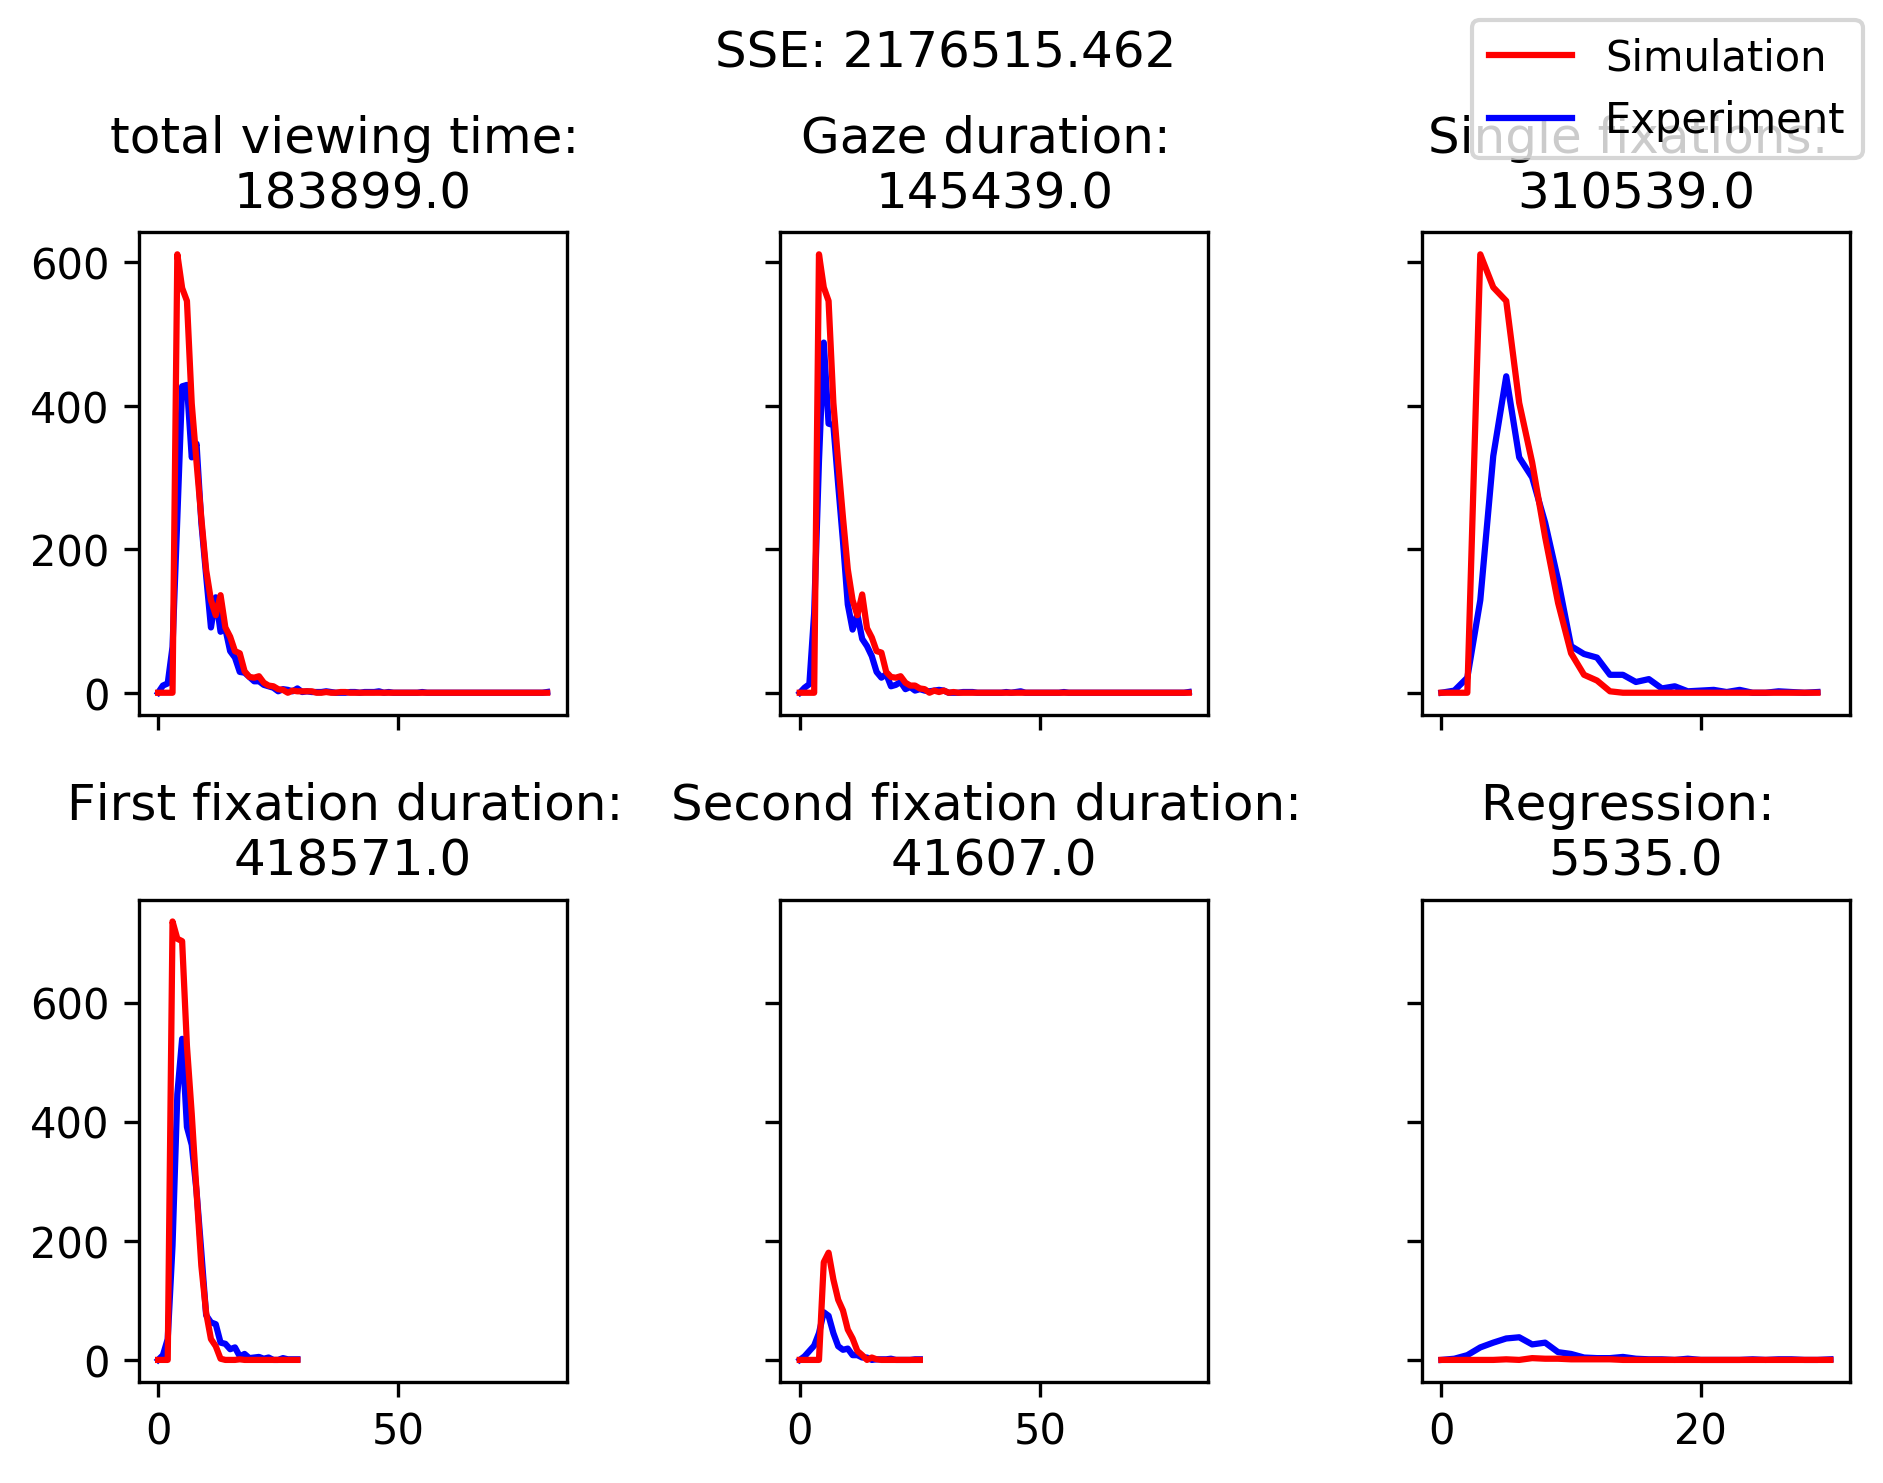 SSE: 2176515.462
Simulation
Experiment
total viewing time:
183899.0
Gaze duration:
145439.0
Single fixations:
310539.0
600
400
200
0
First fixation duration:
418571.0
Second fixation duration:
41607.0
Regression:
5535.0
600
400
200
0
0 50
0 50
0 20